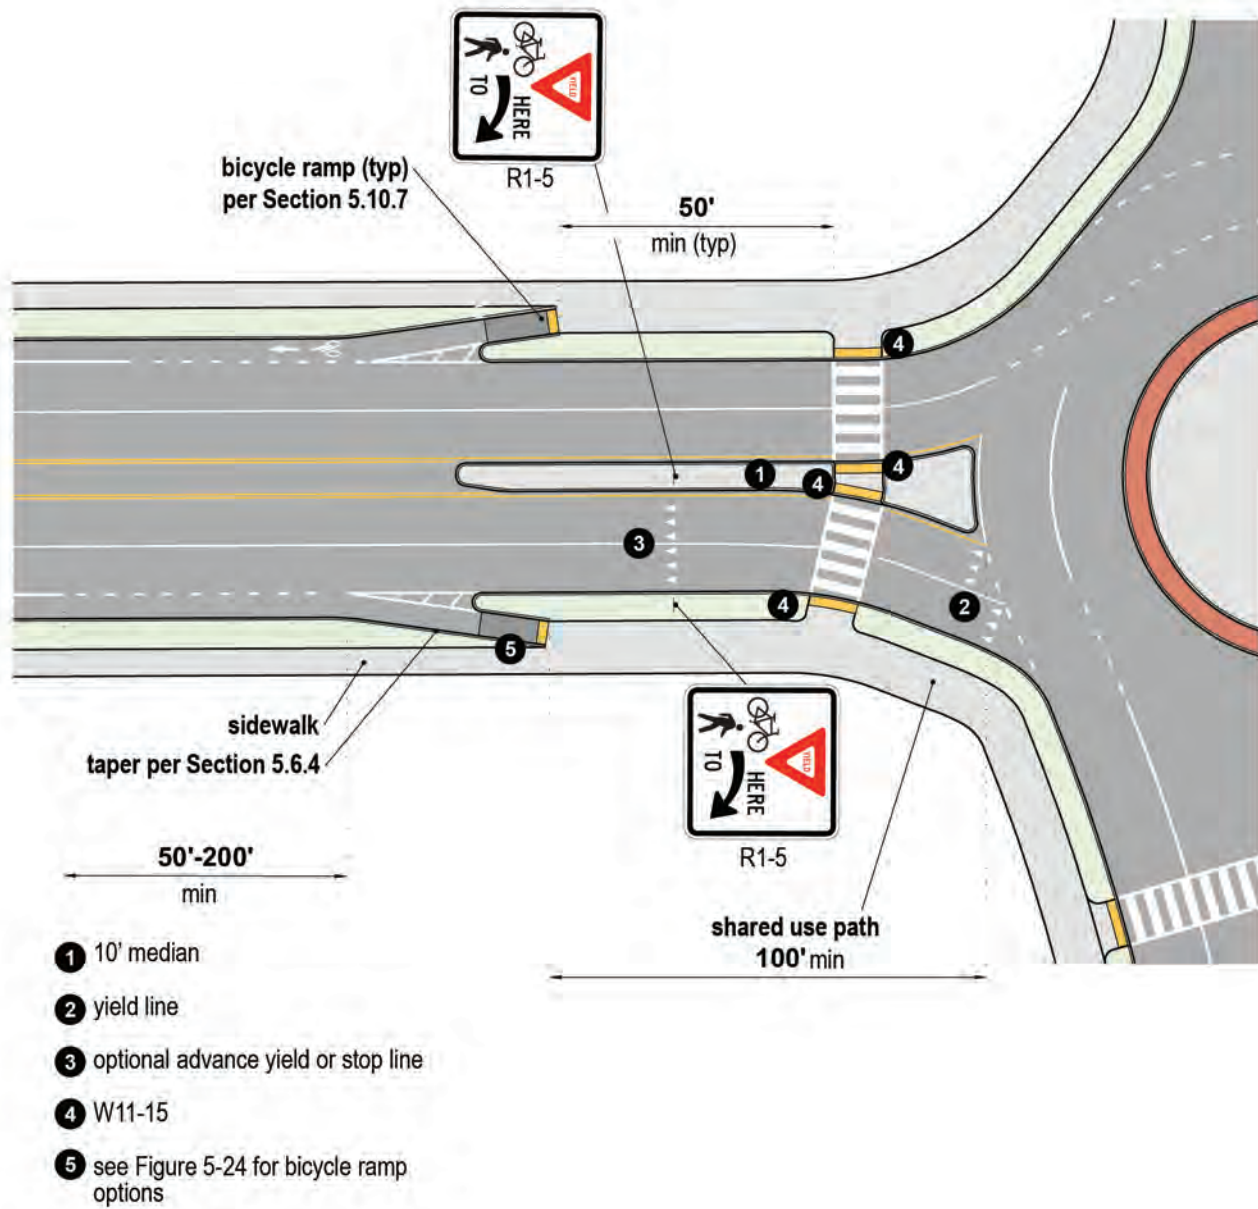 YIELD
HERE
TO
R1-5
bicycle ramp (typ)
per Section 5.10.7
50'
min (typ)
4
1
4
4
3
4
2
5
sidewalk
taper per Section 5.6.4
YIELD
HERE
TO
R1-5
50'-200'
min
shared use path
100' min
1 10’ median
2 yield line
3 optional advance yield or stop line
4 W11-15
5 see Figure 5-24 for bicycle ramp
options